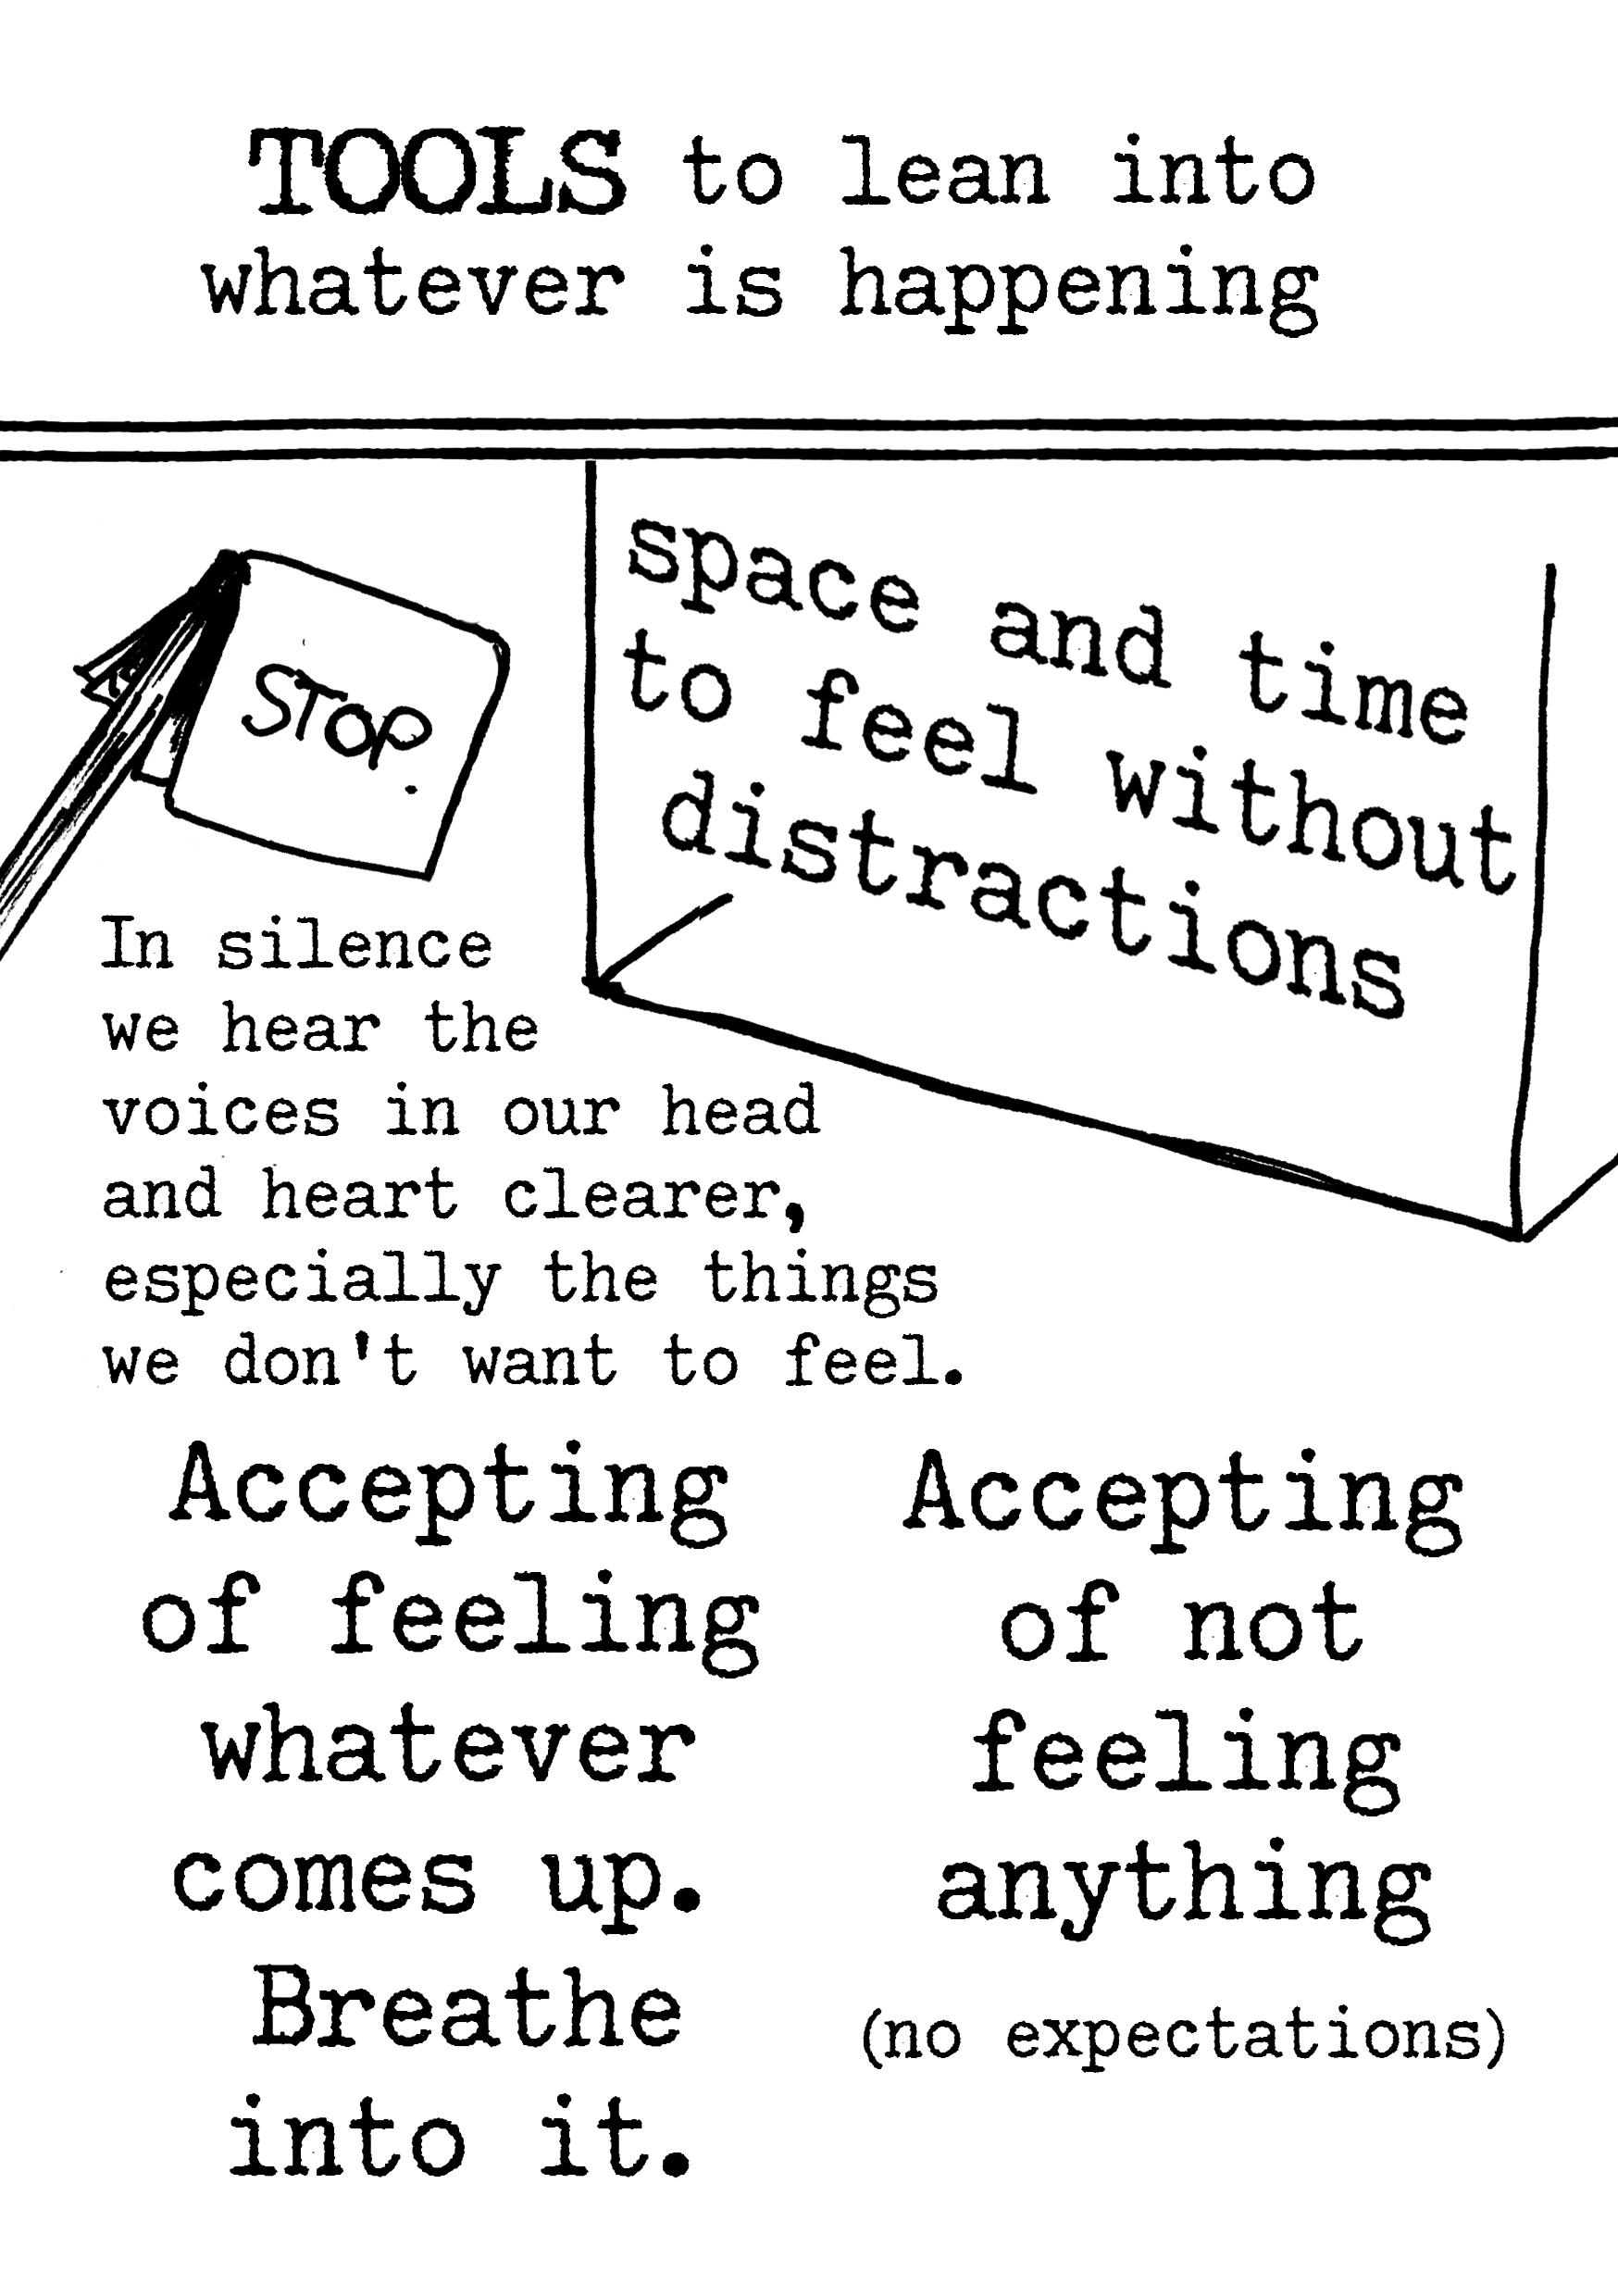 TOOLS to lean into
whatever is happening
STOP.
space and time
to feel without
distractions
In silence
we hear the
voices in our head
and heart clearer,
especially the things
we don't want to feel.
Accepting
of feeling
whatever
comes up.
Breathe
into it.
Accepting
of not
feeling
anything
(no expectations)